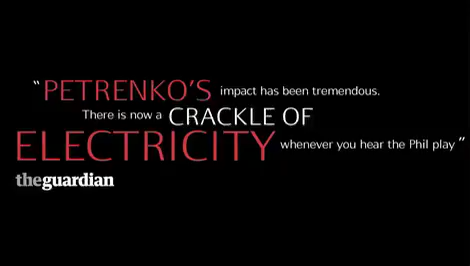 “ PETRENKO'S impact has been tremendous.
There is now a CRACKLE OF
ELECTRICITY whenever you hear the Phil play ”
theguardian